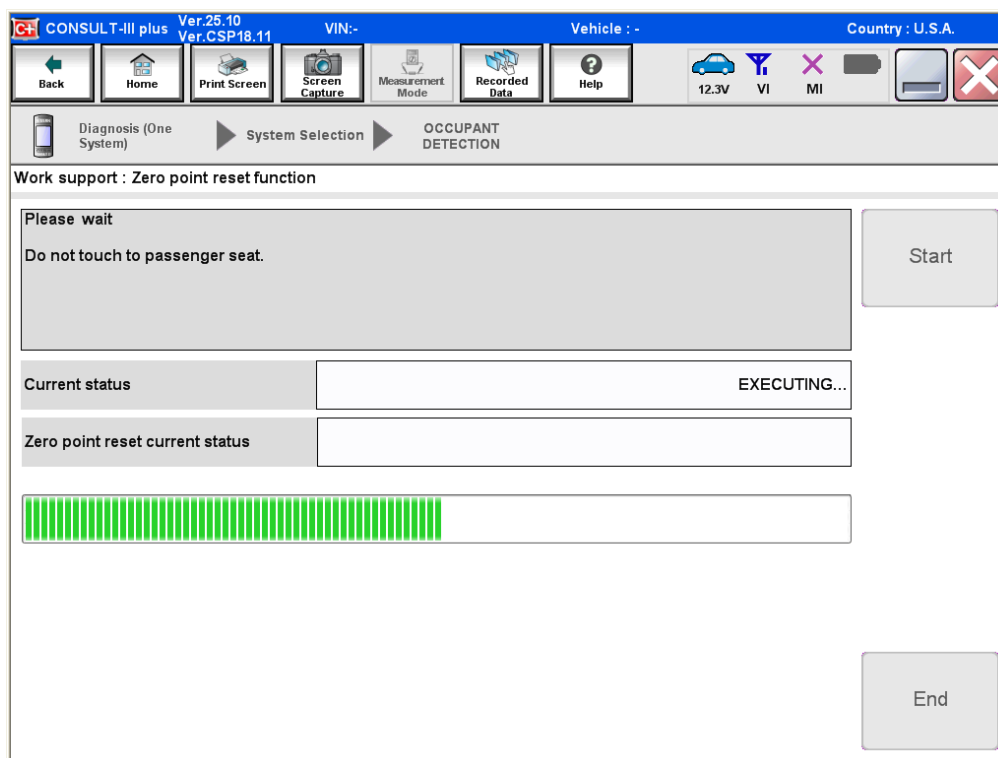 C+ CONSULT-III plus Ver.25.10 VIN:- Vehicle : - Country : U.S.A.
Ver.CSP18.11
Back Home Print Screen Screen Capture Measurement Mode Recorded Data Help 12.3V VI MI
Diagnosis (One System) System Selection OCCUPANT DETECTION
Work support : Zero point reset function
Please wait
Do not touch to passenger seat.
Start
Current status EXECUTING...
Zero point reset current status
End